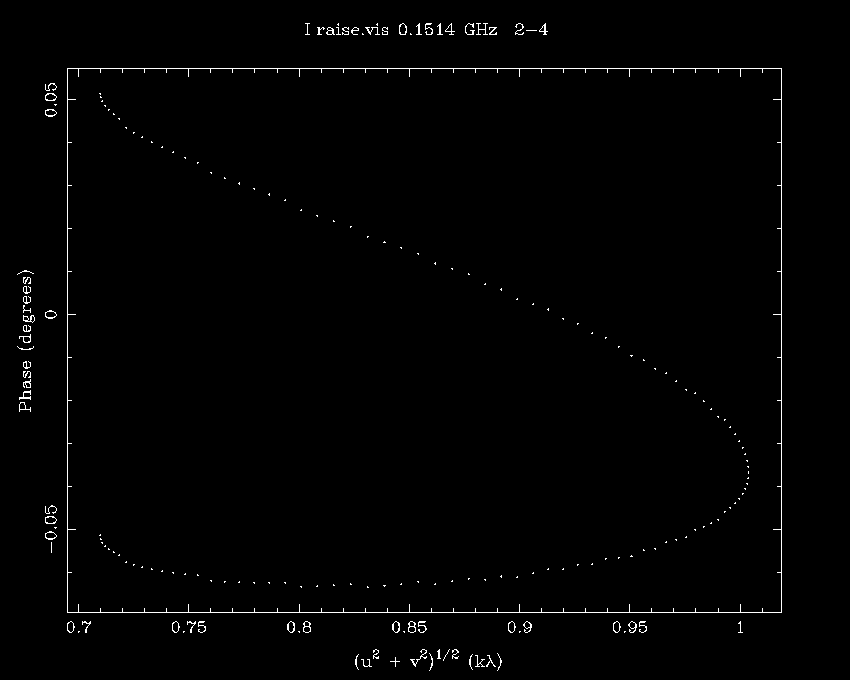 I raise.vis 0.1514 GHz 2−4
0.05
0
−0.05
Phase (degrees)
0.7 0.75 0.8 0.85 0.9 0.95 1
(u² + v²)^1/2 (kλ)